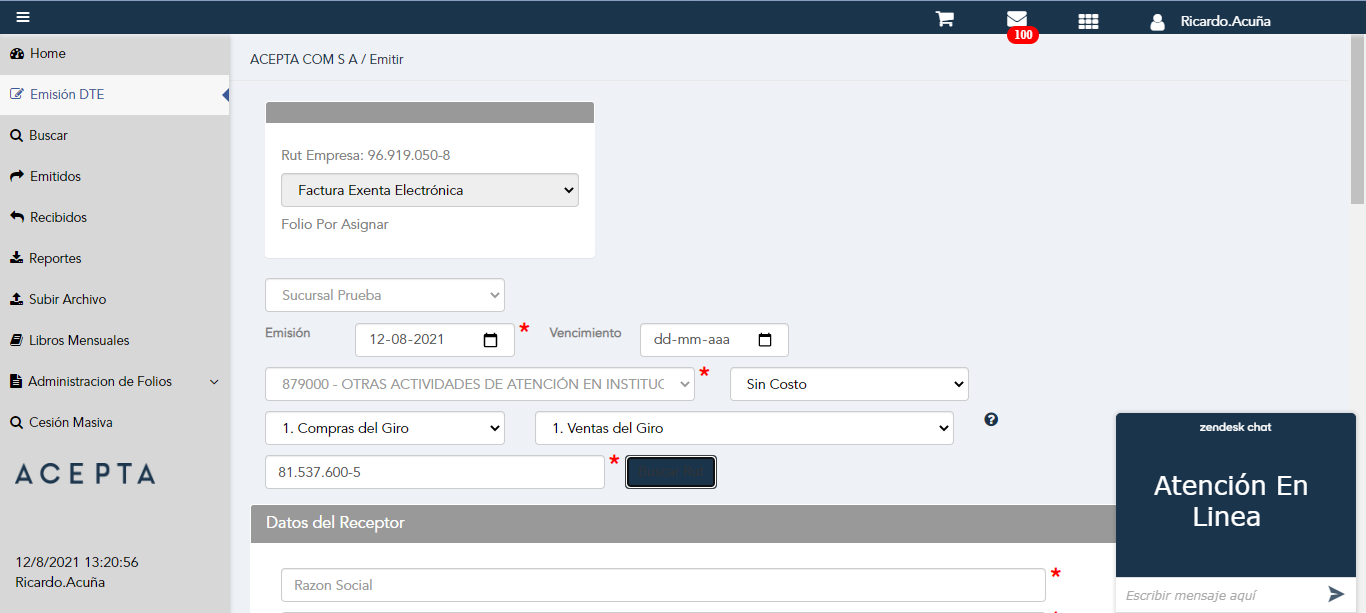 Ricardo.Acuña
100
Home
ACEPTA COM S A / Emitir
Emisión DTE
Buscar
Emitidos
Recibidos
Reportes
Subir Archivo
Libros Mensuales
Administracion de Folios
Cesión Masiva
ACEPTA
12/8/2021 13:20:56
Ricardo.Acuña
Rut Empresa: 96.919.050-8
Factura Exenta Electrónica
Folio Por Asignar
Sucursal Prueba
Emisión 12-08-2021 * Vencimiento dd-mm-aaa
879000 - OTRAS ACTIVIDADES DE ATENCIÓN EN INSTITUC * Sin Costo
1. Compras del Giro 1. Ventas del Giro
81.537.600-5 *
Datos del Receptor
Razon Social *
zendesk chat
Atención En
Linea
Escribir mensaje aquí